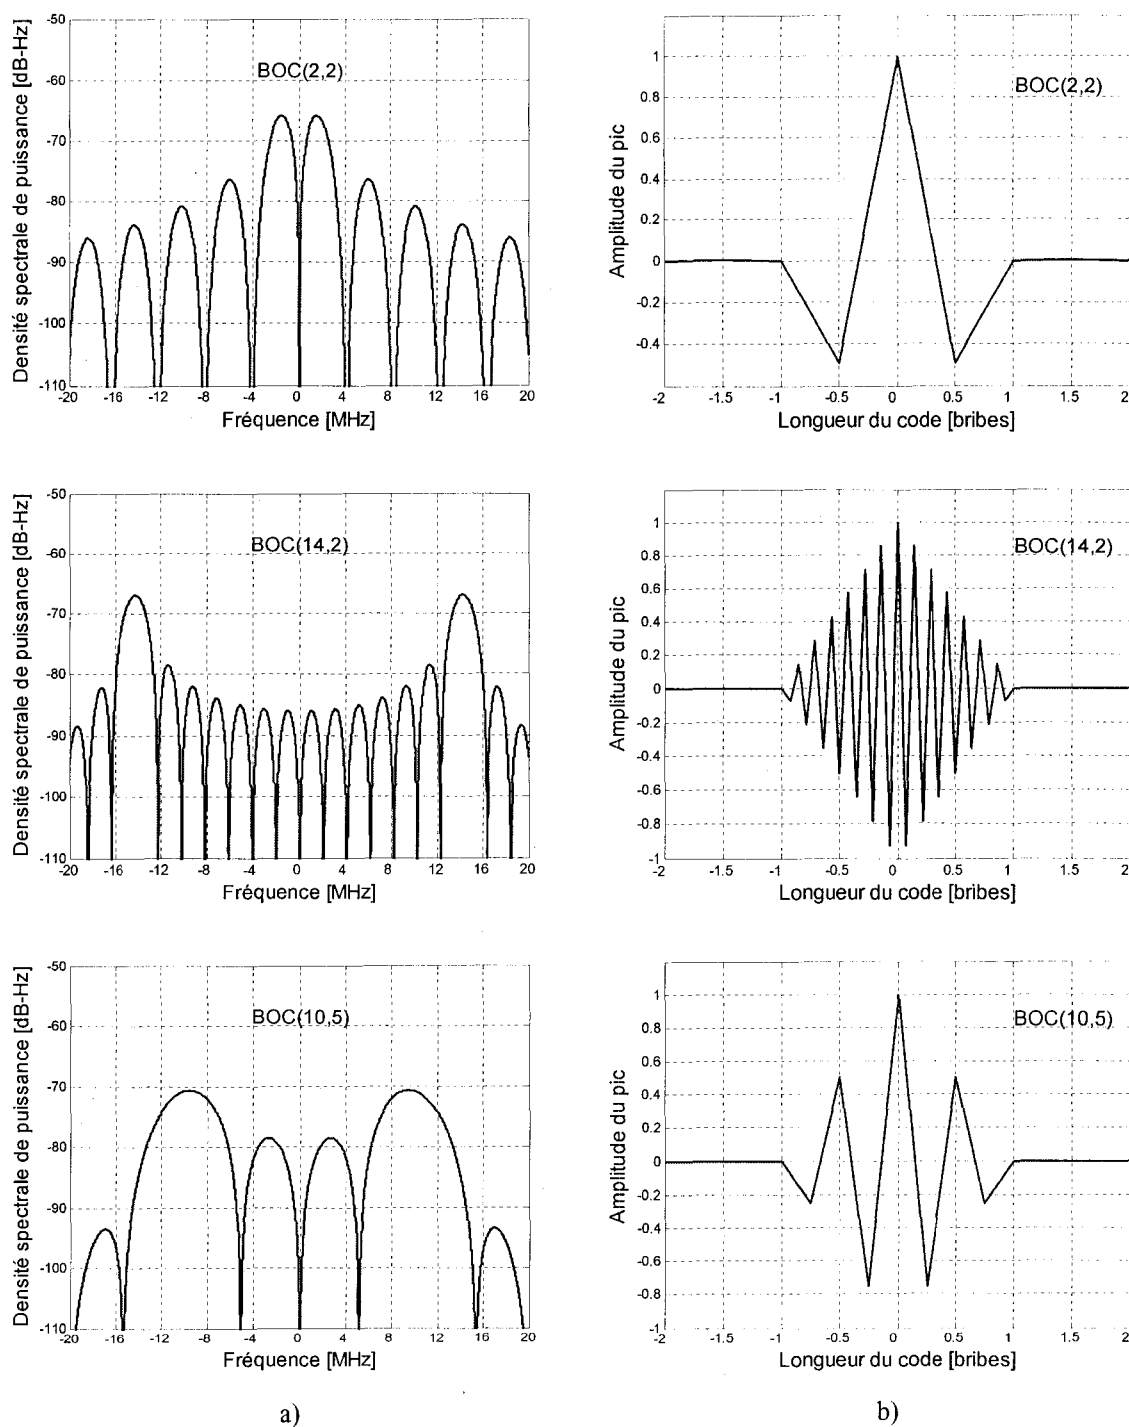 -50
-60
-70
-80
-90
-100
-110
Densité spectrale de puissance [dB-Hz]
BOC(2,2)
-20 -16 -12 -8 -4 0 4 8 12 16 20
Fréquence [MHz]
1
0.8
0.6
0.4
0.2
0
-0.2
-0.4
Amplitude du pic
BOC(2,2)
-2 -1.5 -1 -0.5 0 0.5 1 1.5 2
Longueur du code [bribes]
-50
-60
-70
-80
-90
-100
-110
Densité spectrale de puissance [dB-Hz]
BOC(14,2)
-20 -16 -12 -8 -4 0 4 8 12 16 20
Fréquence [MHz]
1
0.8
0.6
0.4
0.2
0
-0.2
-0.4
-0.6
-0.8
-1
Amplitude du pic
BOC(14,2)
-2 -1.5 -1 -0.5 0 0.5 1 1.5 2
Longueur du code [bribes]
-50
-60
-70
-80
-90
-100
-110
Densité spectrale de puissance [dB-Hz]
BOC(10,5)
-20 -16 -12 -8 -4 0 4 8 12 16 20
Fréquence [MHz]
1
0.8
0.6
0.4
0.2
0
-0.2
-0.4
-0.6
-0.8
-1
Amplitude du pic
BOC(10,5)
-2 -1.5 -1 -0.5 0 0.5 1 1.5 2
Longueur du code [bribes]
a)
b)